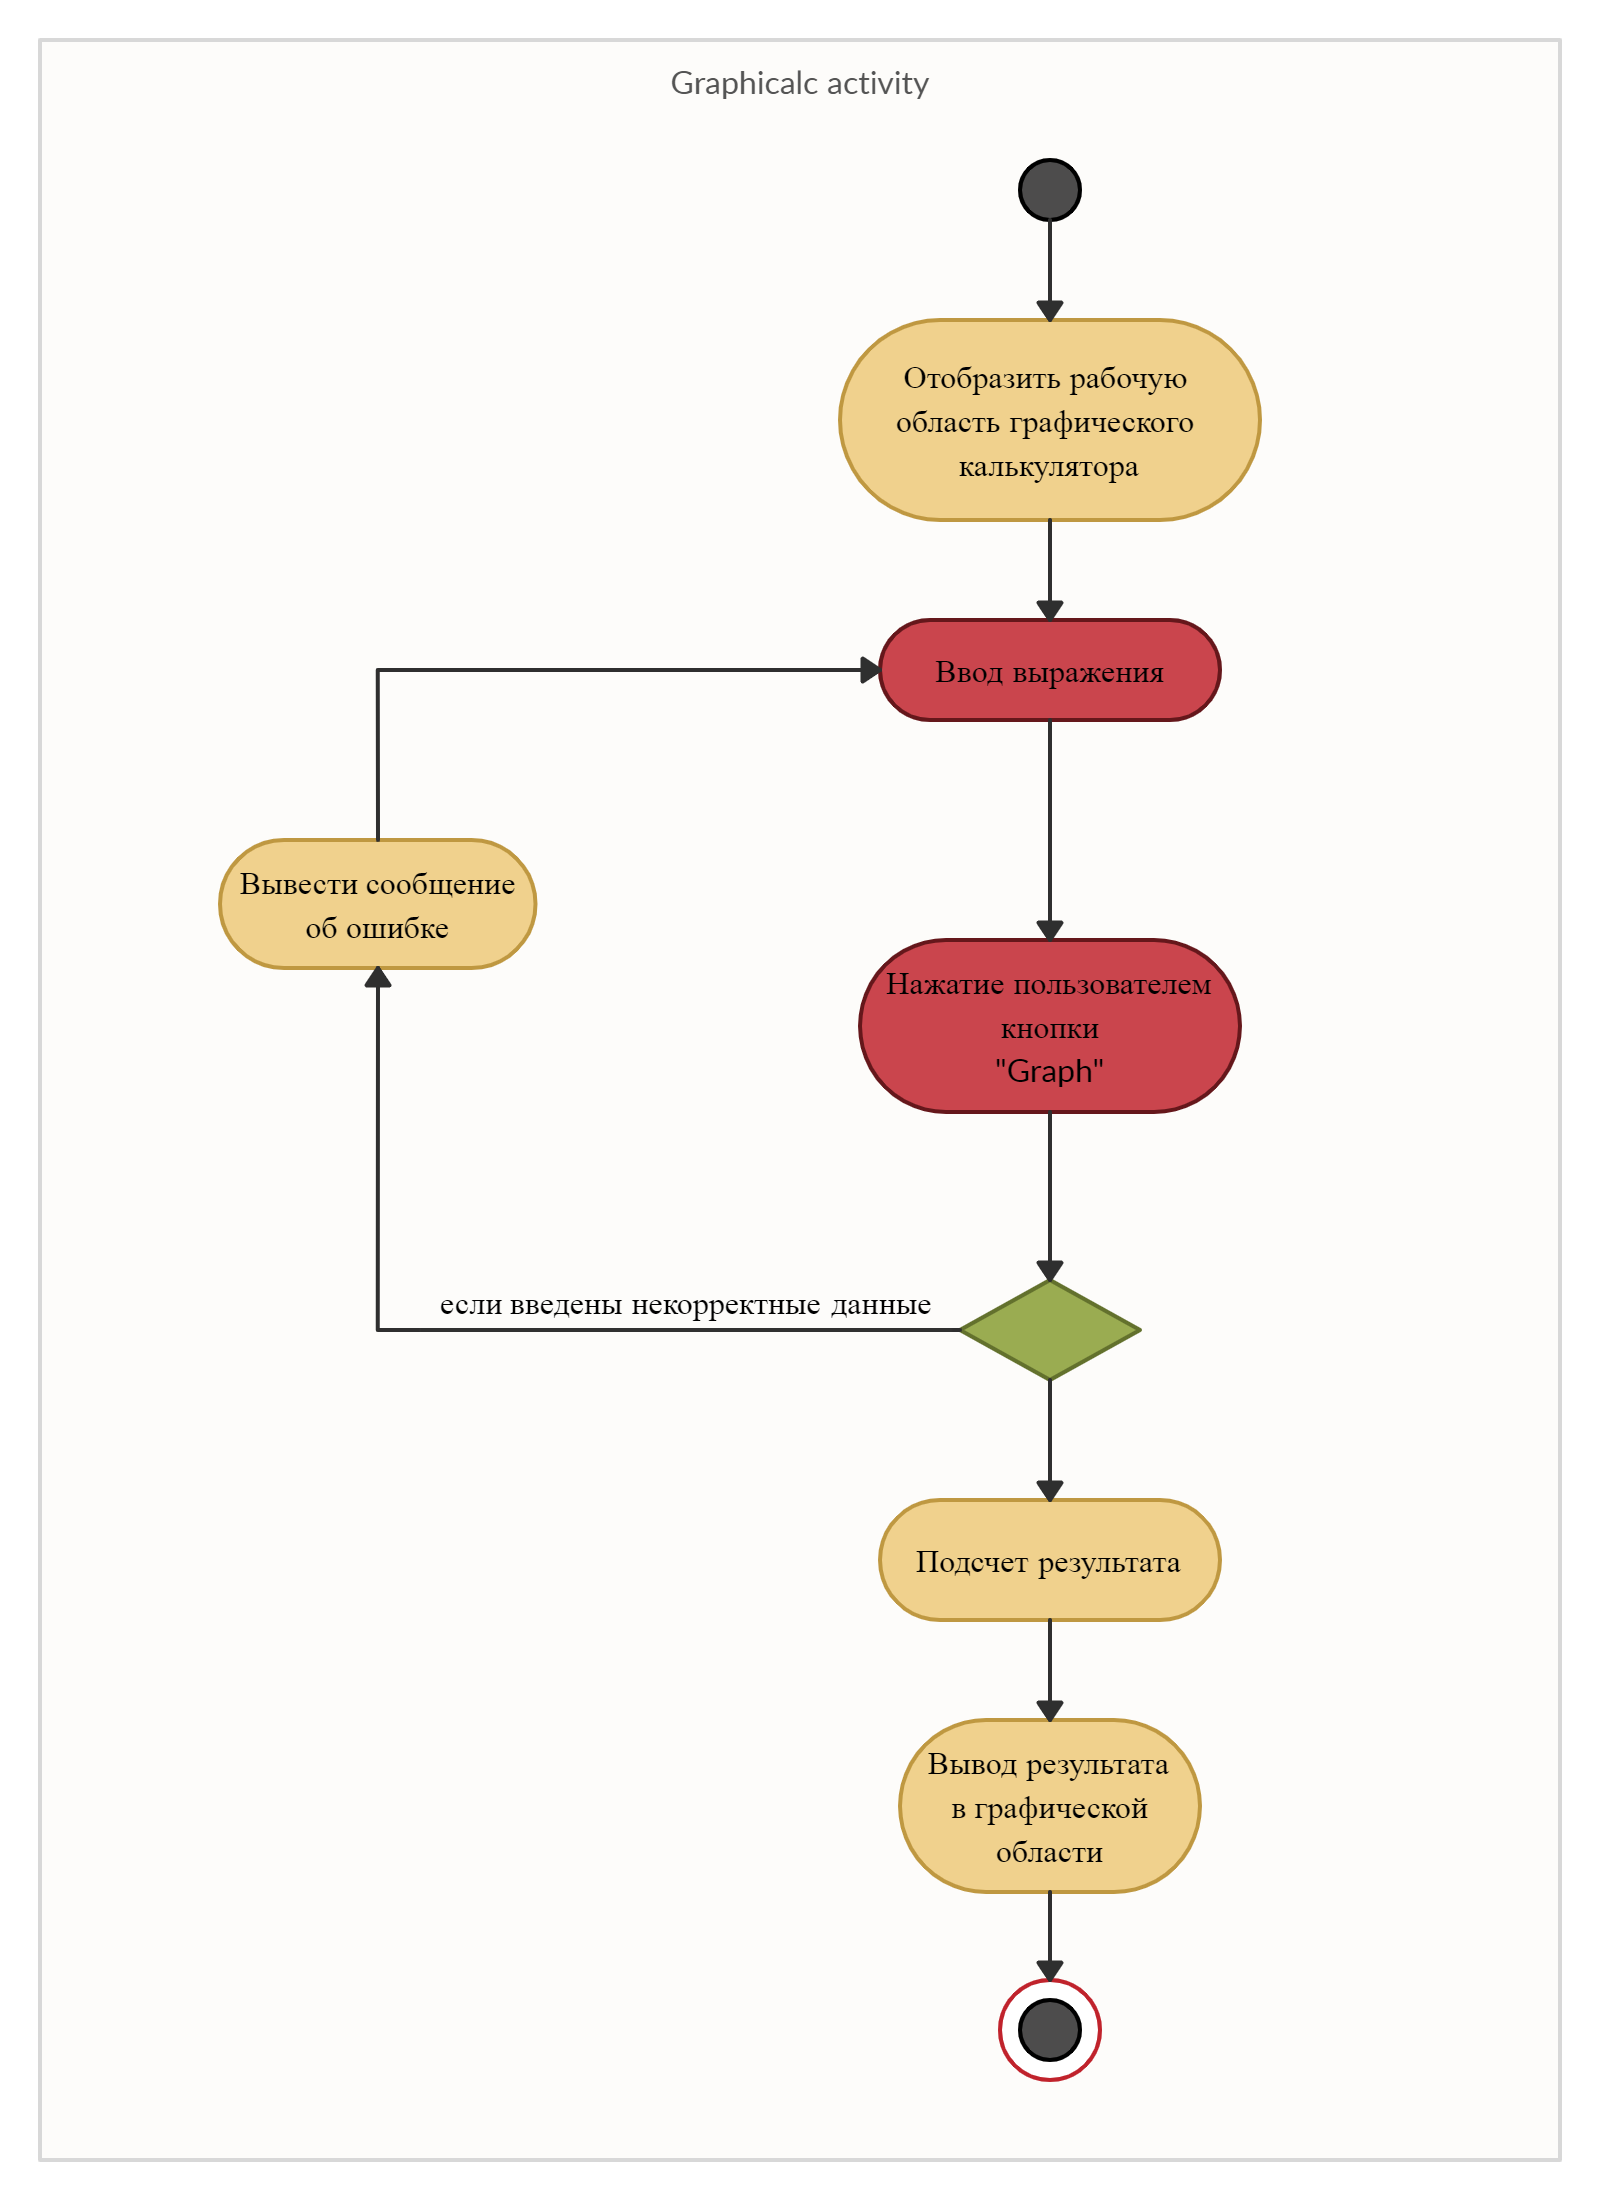 Graphicalc activity
Отобразить рабочую
область графического
калькулятора
Ввод выражения
Вывести сообщение
об ошибке
Нажатие пользователем
кнопки
"Graph"
если введены некорректные данные
Подсчет результата
Вывод результата
в графической
области